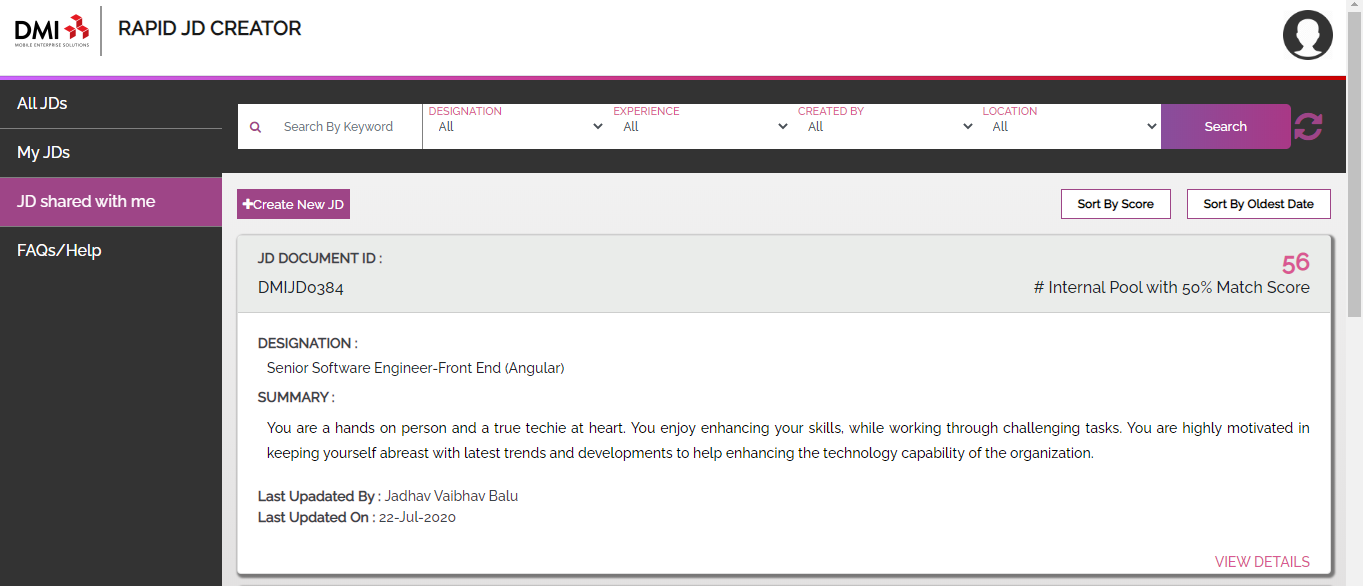 DMI
MOBILE ENTERPRISE SOLUTIONS
RAPID JD CREATOR
All JDs
My JDs
JD shared with me
FAQs/Help
Search By Keyword
DESIGNATION
All
EXPERIENCE
All
CREATED BY
All
LOCATION
All
Search
Create New JD
Sort By Score
Sort By Oldest Date
JD DOCUMENT ID :
56
DMIJD0384
# Internal Pool with 50% Match Score
DESIGNATION :
Senior Software Engineer-Front End (Angular)
SUMMARY :
You are a hands on person and a true techie at heart. You enjoy enhancing your skills, while working through challenging tasks. You are highly motivated in
keeping yourself abreast with latest trends and developments to help enhancing the technology capability of the organization.
Last Upadated By : Jadhav Vaibhav Balu
Last Updated On : 22-Jul-2020
VIEW DETAILS